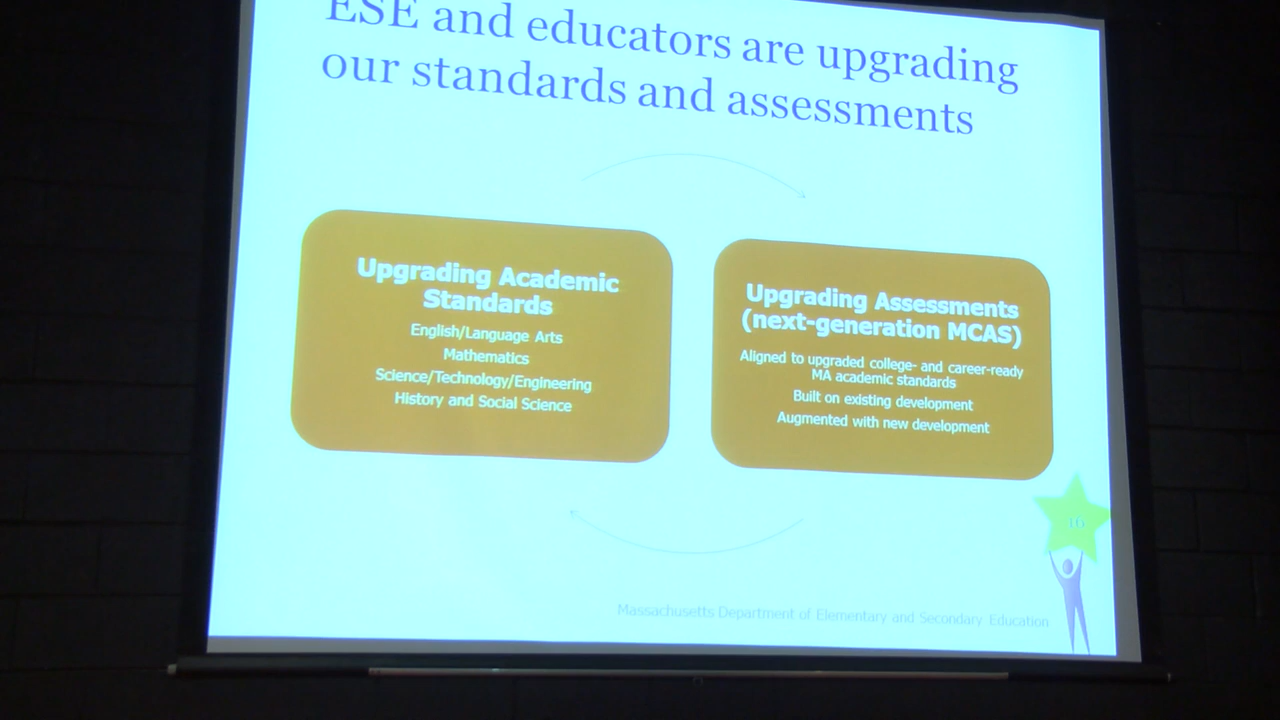 ESE and educators are upgrading
our standards and assessments
Upgrading Academic
Standards
English/Language Arts
Mathematics
Science/Technology/Engineering
History and Social Science
Upgrading Assessments
(next-generation MCAS)
Aligned to upgraded college- and career-ready
MA academic standards
Built on existing development
Augmented with new development
16
Massachusetts Department of Elementary and Secondary Education